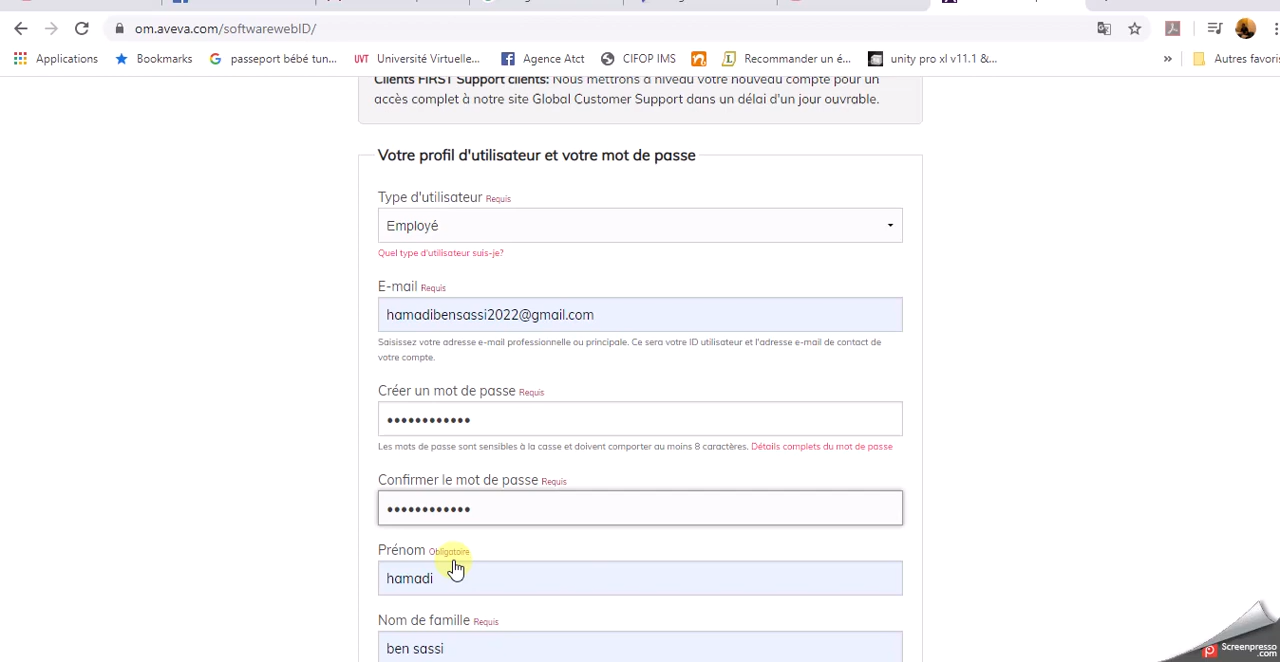 om.aveva.com/softwarewebID/
Applications Bookmarks passeport bébé tun... UVT Université Virtuelle... Agence Atct CIFOP IMS Recommander un é... unity pro xl v11.1 &... » Autres favoris
Clients FIRST Support clients: Nous mettrons à niveau votre nouveau compte pour un
accès complet à notre site Global Customer Support dans un délai d'un jour ouvrable.
Votre profil d'utilisateur et votre mot de passe
Type d'utilisateur Requis
Employé
Quel type d'utilisateur suis-je?
E-mail Requis
hamadibensassi2022@gmail.com
Saisissez votre adresse e-mail professionnelle ou principale. Ce sera votre ID utilisateur et l'adresse e-mail de contact de
votre compte.
Créer un mot de passe Requis
••••••••••••
Les mots de passe sont sensibles à la casse et doivent comporter au moins 8 caractères. Détails complets du mot de passe
Confirmer le mot de passe Requis
••••••••••••
Prénom Obligatoire
hamadi
Nom de famille Requis
ben sassi
Screenpresso
.com